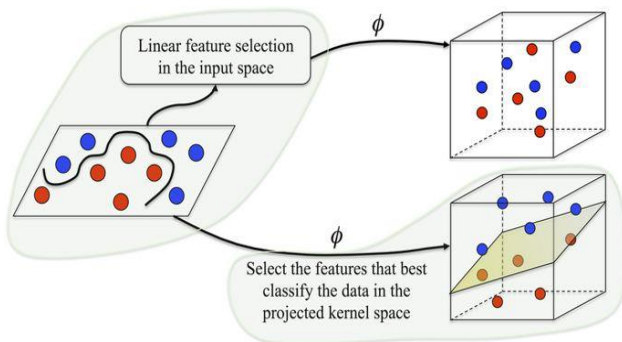 Linear feature selection
in the input space
ϕ
ϕ
Select the features that best
classify the data in the
projected kernel space